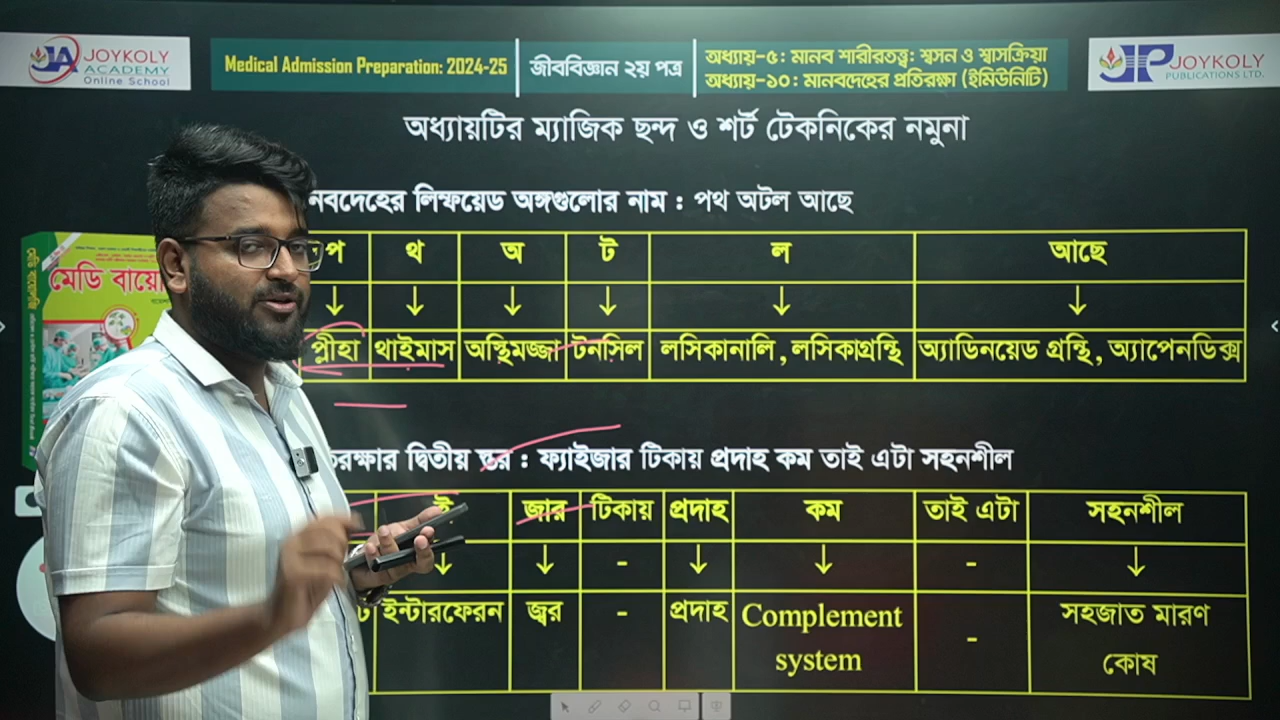 JOYKOLY
ACADEMY
Online School
Medical Admission Preparation: 2024-25
জীববিজ্ঞান ২য় পত্র
অধ্যায়-৫ : মানব শারীরতত্ত্ব: শ্বসন ও শ্বাসক্রিয়া
অধ্যায়-১০ : মানবদেহের প্রতিরক্ষা (ইমিউনিটি)
JP JOYKOLY
PUBLICATIONS LTD.
অধ্যায়টির ম্যাজিক ছন্দ ও শর্ট টেকনিকের নমুনা
নবদেহের লিম্ফয়েড অঙ্গগুলোর নাম : পথ অটল আছে
প থ অ ট ল আছে
প্লীহা থাইমাস অস্থিমজ্জা টনসিল লসিকানালি, লসিকাগ্রন্থি অ্যাডিনয়েড গ্রন্থি, অ্যাপেনডিক্স
মেডি বায়ো
তিরক্ষার দ্বিতীয় স্তর : ফ্যাইজার টিকায় প্রদাহ কম তাই এটা সহনশীল
ই জার টিকায় প্রদাহ কম তাই এটা সহনশীল
ট ইন্টারফেরন জ্বর - প্রদাহ Complement system - সহজাত মারণ কোষ